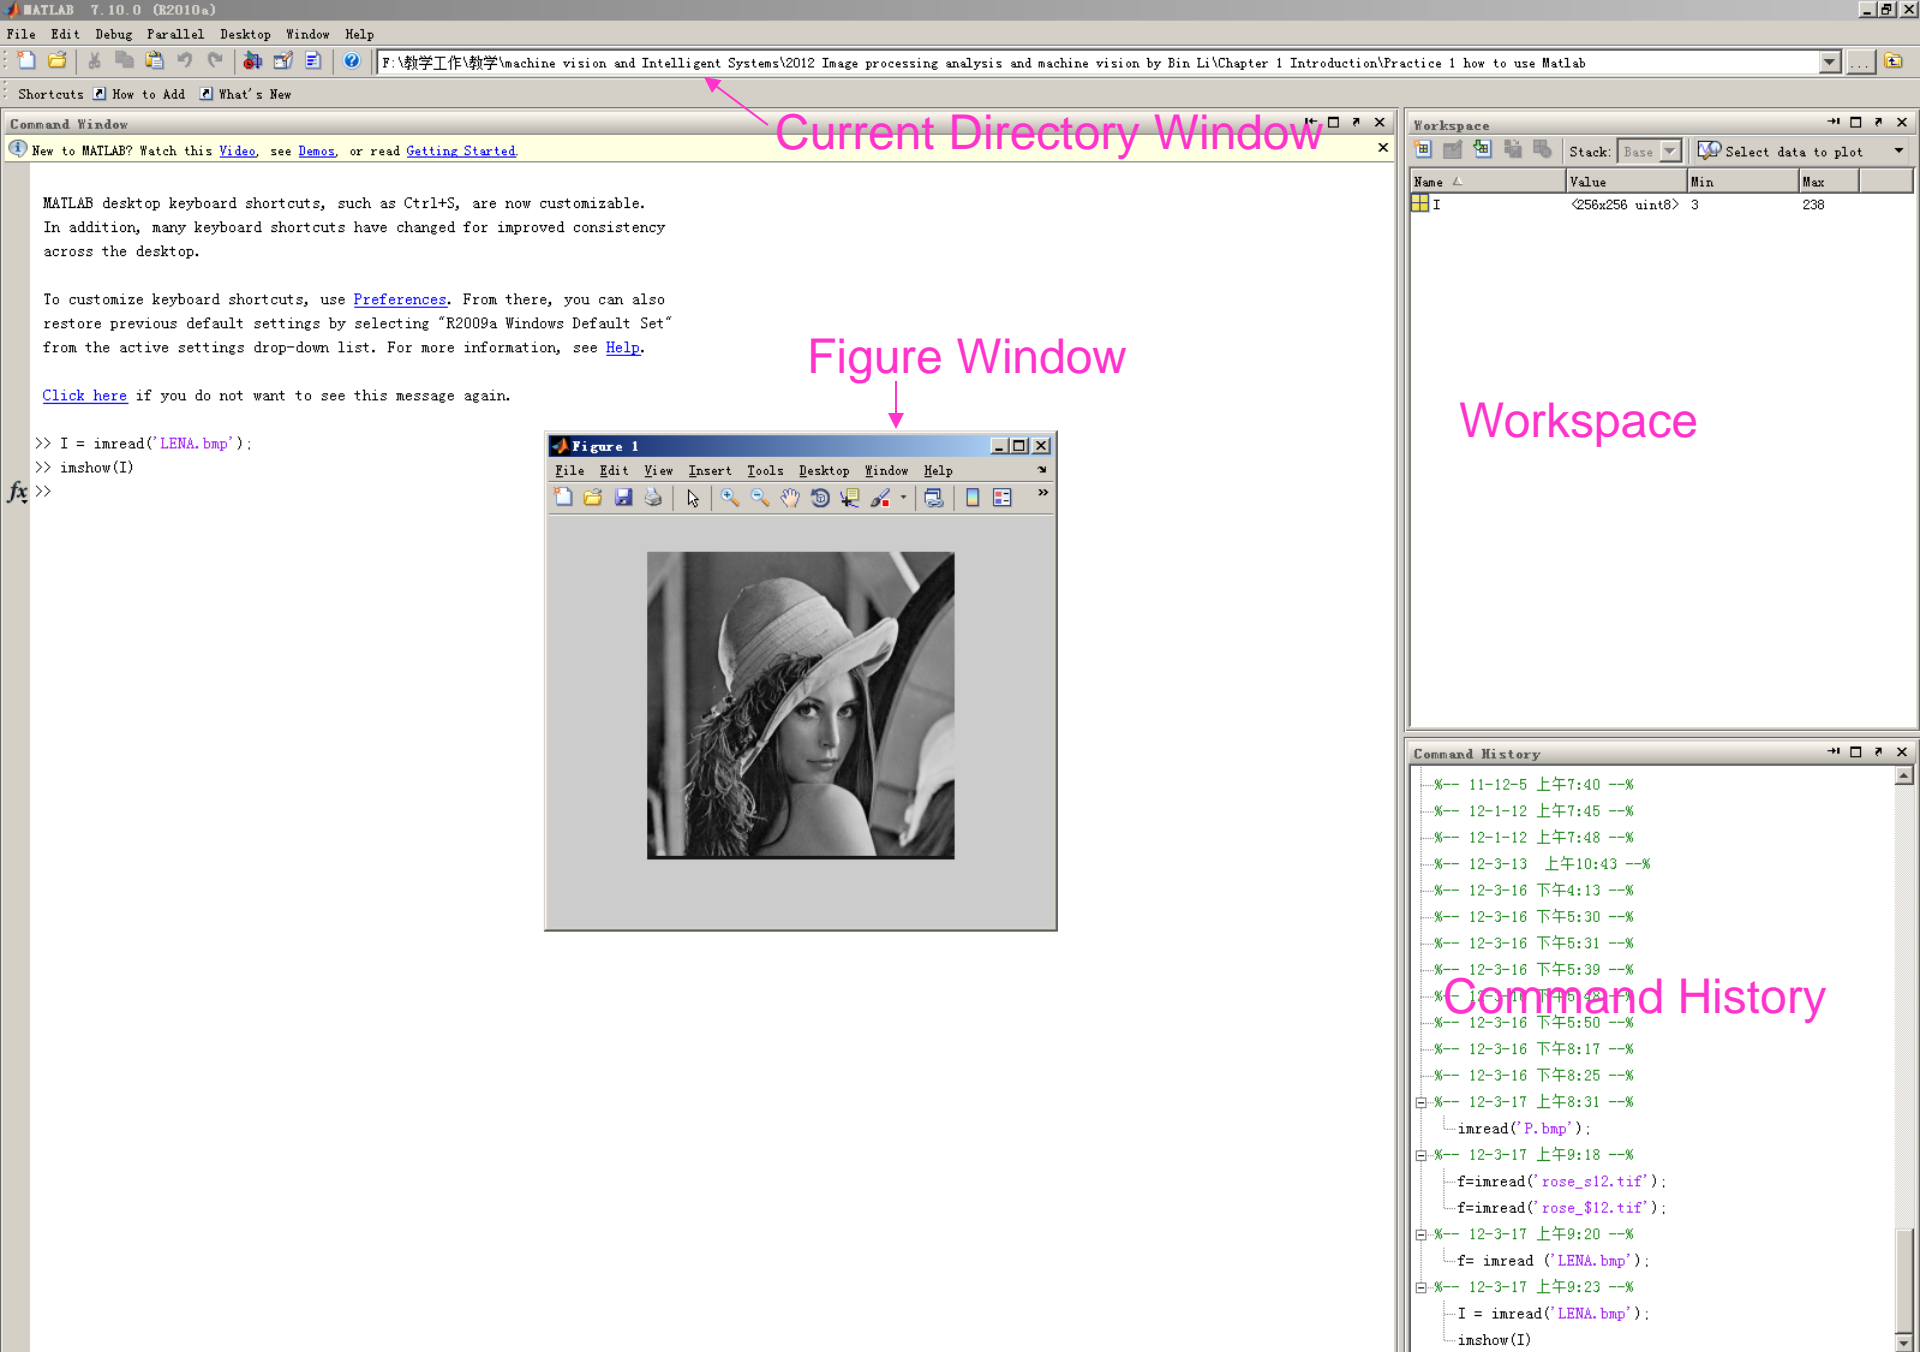 MATLAB 7.10.0 (R2010a)
File Edit Debug Parallel Desktop Window Help
F:\教学工作\教学\machine vision and Intelligent Systems\2012 Image processing analysis and machine vision by Bin Li\Chapter 1 Introduction\Practice 1 how to use Matlab
Shortcuts How to Add What's New
Current Directory Window
Command Window
New to MATLAB? Watch this Video, see Demos, or read Getting Started.
MATLAB desktop keyboard shortcuts, such as Ctrl+S, are now customizable.
In addition, many keyboard shortcuts have changed for improved consistency
across the desktop.
To customize keyboard shortcuts, use Preferences. From there, you can also
restore previous default settings by selecting "R2009a Windows Default Set"
from the active settings drop-down list. For more information, see Help.
Click here if you do not want to see this message again.
>> I = imread('LENA.bmp');
>> imshow(I)
fx >>
Figure Window
Figure 1
File Edit View Insert Tools Desktop Window Help
Workspace
Stack: Base Select data to plot
Name Value Min Max
I <256x256 uint8> 3 238
Workspace
Command History
%-- 11-12-5 上午7:40 --%
%-- 12-1-12 上午7:45 --%
%-- 12-1-12 上午7:48 --%
%-- 12-3-13 上午10:43 --%
%-- 12-3-16 下午4:13 --%
%-- 12-3-16 下午5:30 --%
%-- 12-3-16 下午5:31 --%
%-- 12-3-16 下午5:39 --%
%-- 12-3-16 下午5:48 --%
Command History
%-- 12-3-16 下午5:50 --%
%-- 12-3-16 下午8:17 --%
%-- 12-3-16 下午8:25 --%
%-- 12-3-17 上午8:31 --%
imread('P.bmp');
%-- 12-3-17 上午9:18 --%
f=imread('rose_s12.tif');
f=imread('rose_$12.tif');
%-- 12-3-17 上午9:20 --%
f= imread ('LENA.bmp');
%-- 12-3-17 上午9:23 --%
I = imread('LENA.bmp');
imshow(I)